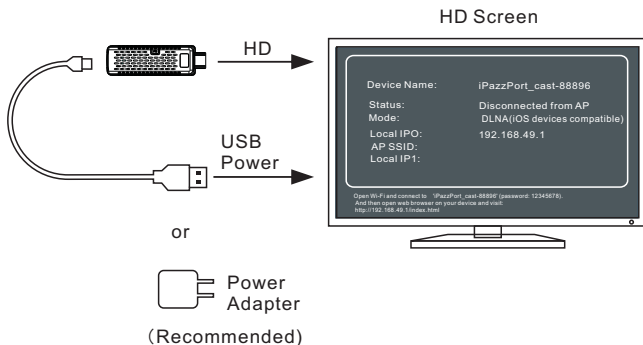 HD Screen
HD
Device Name: iPazzPort_cast-88896
Status: Disconnected from AP
Mode: DLNA(iOS devices compatible)
Local IPO: 192.168.49.1
AP SSID:
Local IP1:
Open Wi-Fi and connect to 'iPazzPort_cast-88896' (password: 12345678).
And then open web browser on your device and visit:
http://192.168.49.1/index.html
USB
Power
or
Power
Adapter
(Recommended)